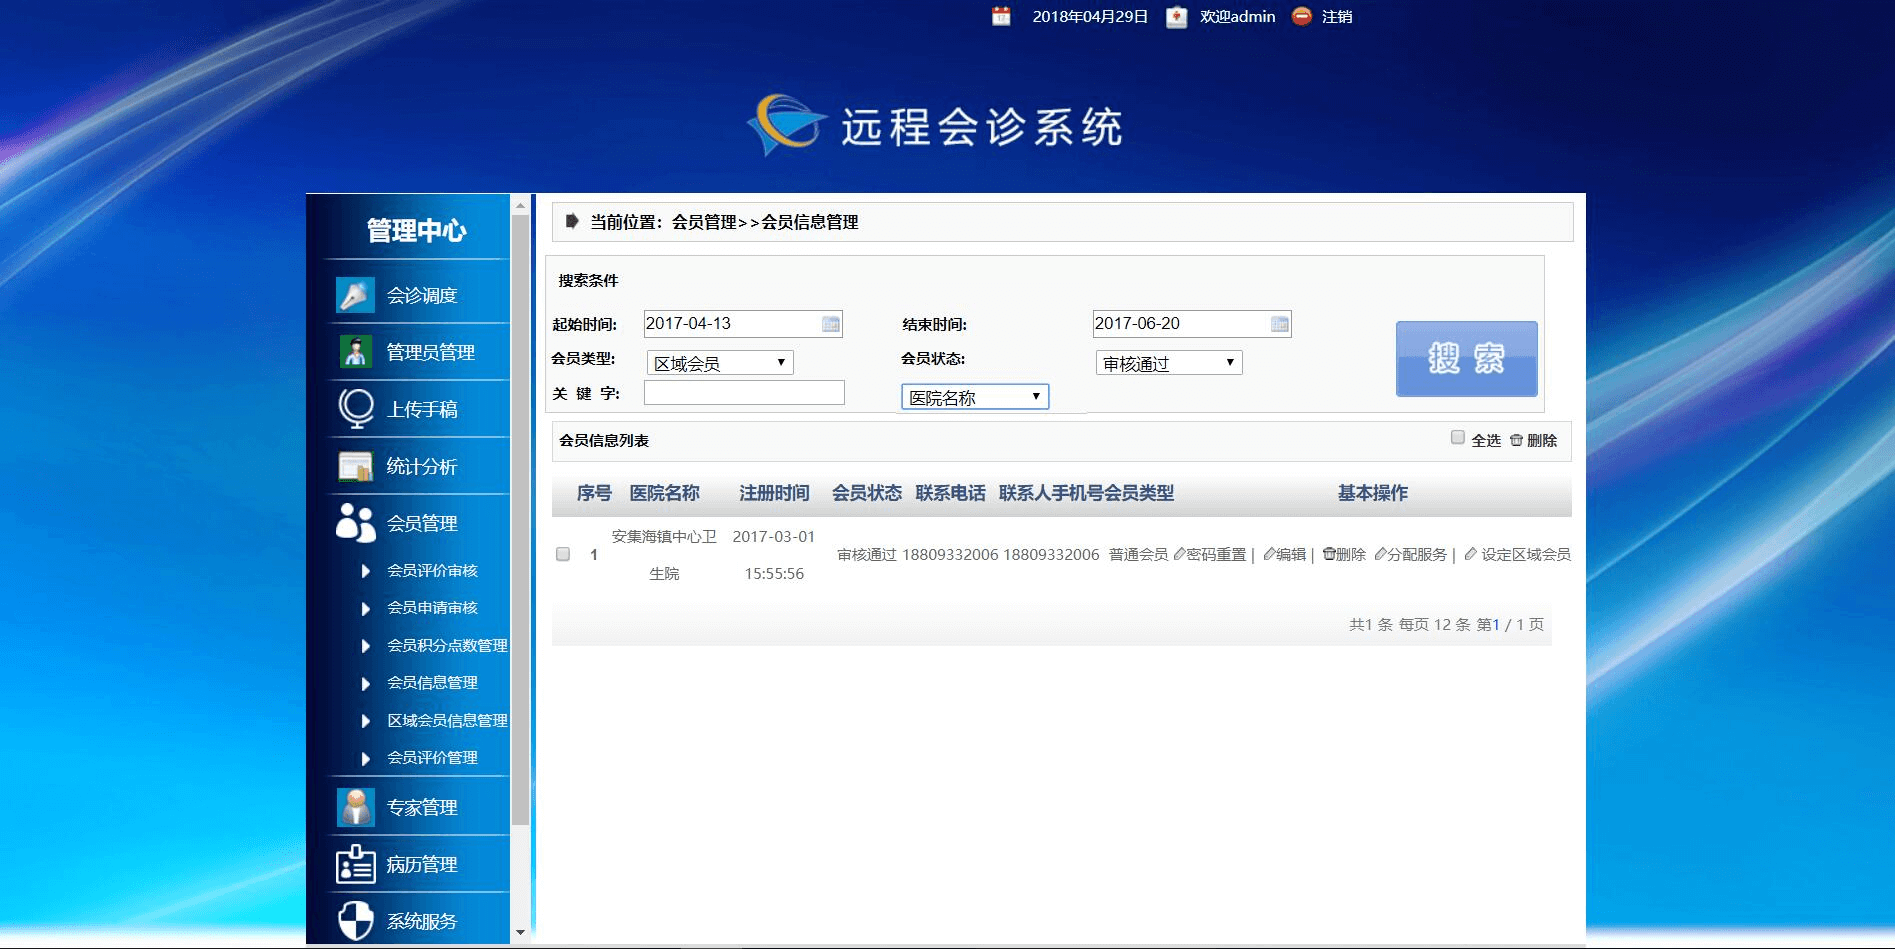 2018年04月29日 欢迎admin 注销
远程会诊系统
管理中心
会诊调度
管理员管理
上传手稿
统计分析
会员管理
会员评价审核
会员申请审核
会员积分点数管理
会员信息管理
区域会员信息管理
会员评价管理
专家管理
病历管理
系统服务
当前位置：会员管理>>会员信息管理
搜索条件
起始时间: 2017-04-13 结束时间: 2017-06-20
会员类型: 区域会员 会员状态: 审核通过
关 键 字: 医院名称
搜 索
会员信息列表 全选 删除
序号 医院名称 注册时间 会员状态 联系电话 联系人手机号会员类型 基本操作
1 安集海镇中心卫生院 2017-03-01 15:55:56 审核通过 18809332006 18809332006 普通会员 密码重置 | 编辑 | 删除 分配服务 | 设定区域会员
共1 条 每页 12 条 第1 / 1 页